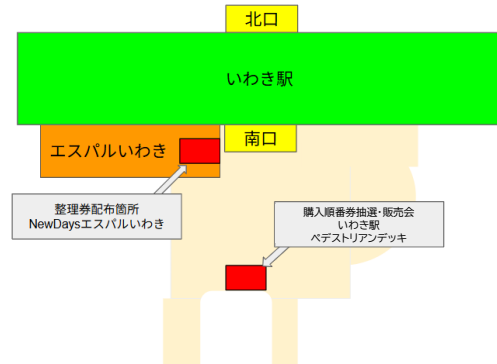 北口
いわき駅
南口
エスパルいわき
整理券配布箇所
NewDaysエスパルいわき
購入順番券抽選・販売会
いわき駅
ペデストリアンデッキ